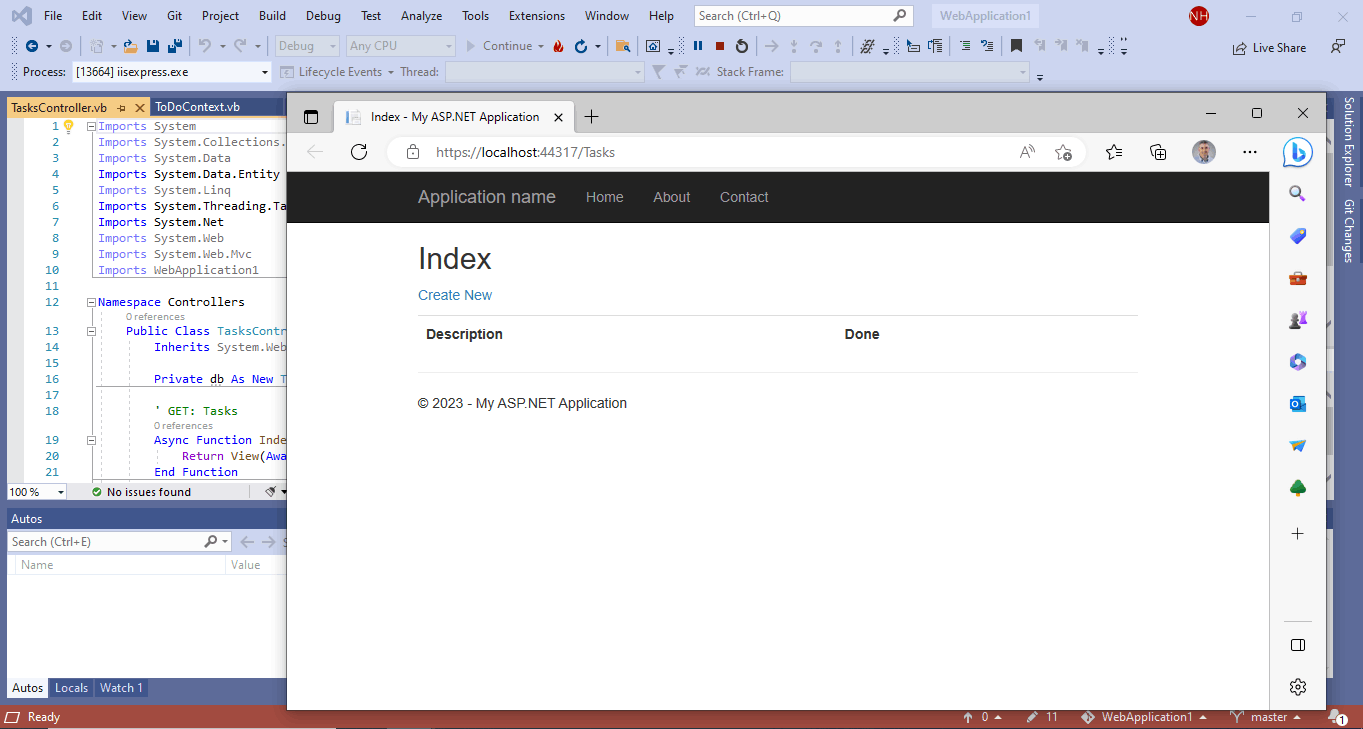 File Edit View Git Project Build Debug Test Analyze Tools Extensions Window Help Search (Ctrl+Q) WebApplication1 NH
Debug Any CPU Continue Live Share
Process: [13664] iisexpress.exe Lifecycle Events Thread: Stack Frame:
TasksController.vb ToDoContext.vb
1 Imports System
2 Imports System.Collections.
3 Imports System.Data
4 Imports System.Data.Entity
5 Imports System.Linq
6 Imports System.Threading.Ta
7 Imports System.Net
8 Imports System.Web
9 Imports System.Web.Mvc
10 Imports WebApplication1
11
12 Namespace Controllers
0 references
13 Public Class TasksContr
14 Inherits System.Web
15
16 Private db As New T
17
18 ' GET: Tasks
0 references
19 Async Function Inde
20 Return View(Awa
21 End Function
100 % No issues found
Autos
Search (Ctrl+E)
Name Value
Autos Locals Watch 1
Index - My ASP.NET Application
https://localhost:44317/Tasks
Application name Home About Contact
Index
Create New
Description Done
© 2023 - My ASP.NET Application
Solution Explorer
Git Changes
Ready 0 11 WebApplication1 master 1